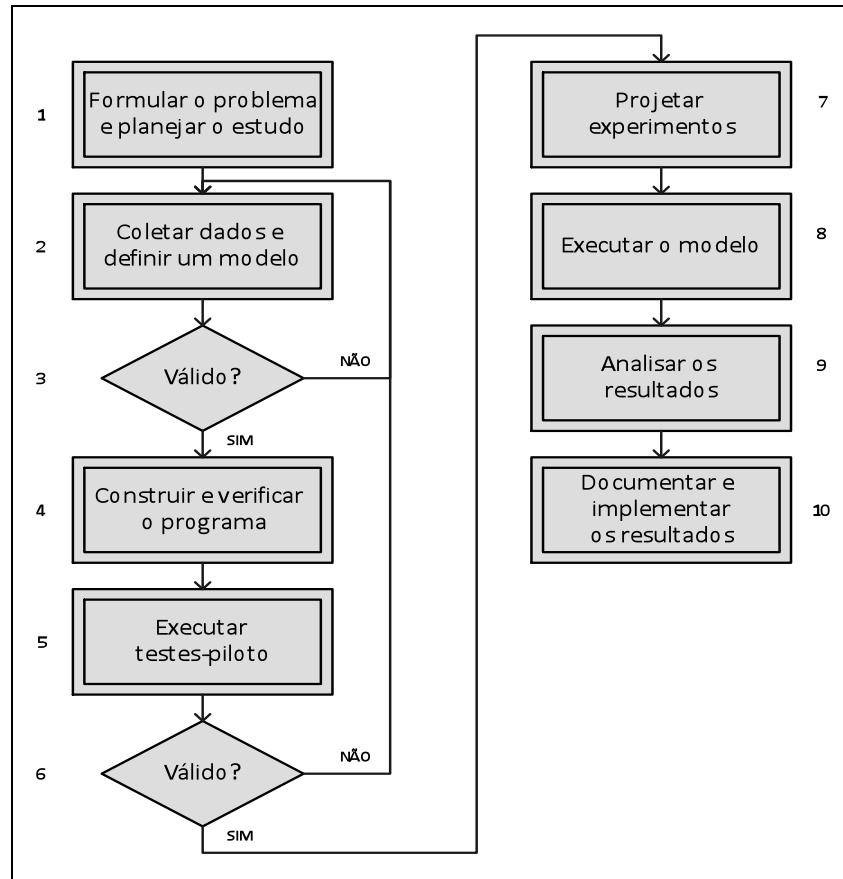 1
Formular o problema
e planejar o estudo
2
Coletar dados e
definir um modelo
3
Válido?
NÃO
SIM
4
Construir e verificar
o programa
5
Executar
testes-piloto
6
Válido?
NÃO
SIM
Projetar
experimentos
7
Executar o modelo
8
Analisar os
resultados
9
Documentar e
implementar
os resultados
10